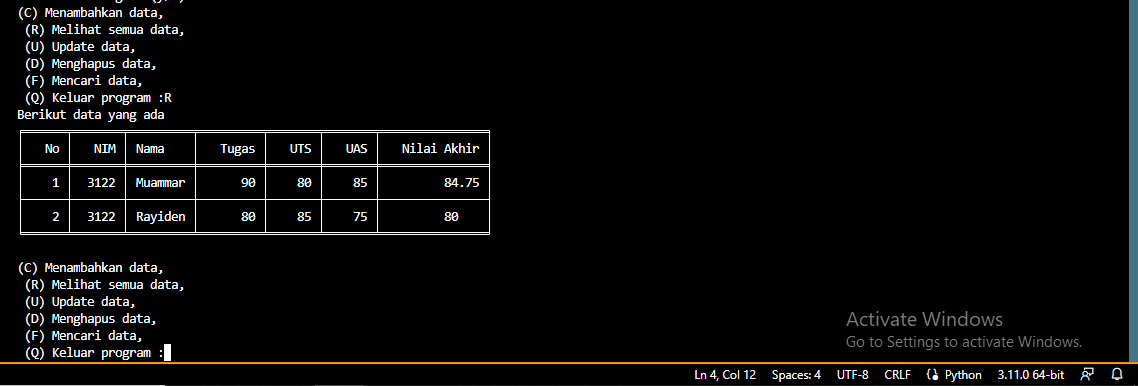 (C) Menambahkan data,
(R) Melihat semua data,
(U) Update data,
(D) Menghapus data,
(F) Mencari data,
(Q) Keluar program :R
Berikut data yang ada
No NIM Nama Tugas UTS UAS Nilai Akhir
1 3122 Muammar 90 80 85 84.75
2 3122 Rayiden 80 85 75 80
(C) Menambahkan data,
(R) Melihat semua data,
(U) Update data,
(D) Menghapus data,
(F) Mencari data,
(Q) Keluar program :
Activate Windows
Go to Settings to activate Windows.
Ln 4, Col 12 Spaces: 4 UTF-8 CRLF Python 3.11.0 64-bit